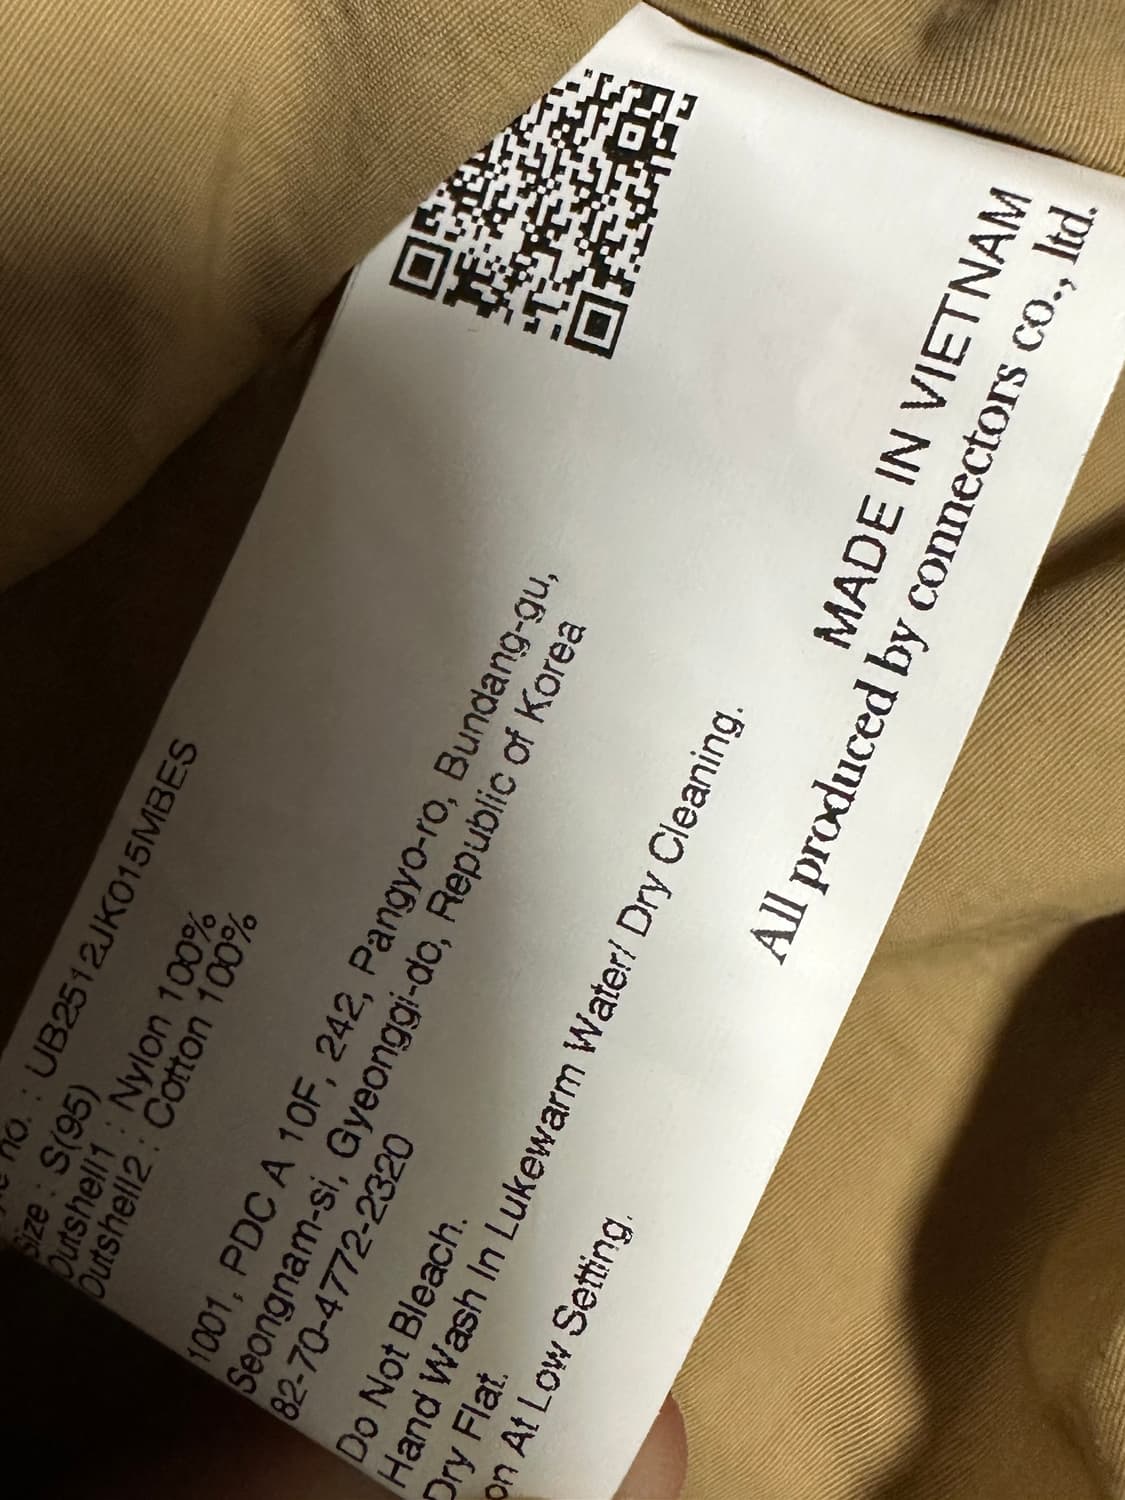 no. : UB2512JK015MBES
Size : S(95)
Outshell1 : Nylon 100%
Outshell2 : Cotton 100%
1001, PDC A 10F, 242, Pangyo-ro, Bundang-gu,
Seongnam-si, Gyeonggi-do, Republic of Korea
82-70-4772-2320
Do Not Bleach.
Hand Wash In Lukewarm Water/ Dry Cleaning.
Dry Flat.
on At Low Setting.
MADE IN VIETNAM
All produced by connectors co., ltd.